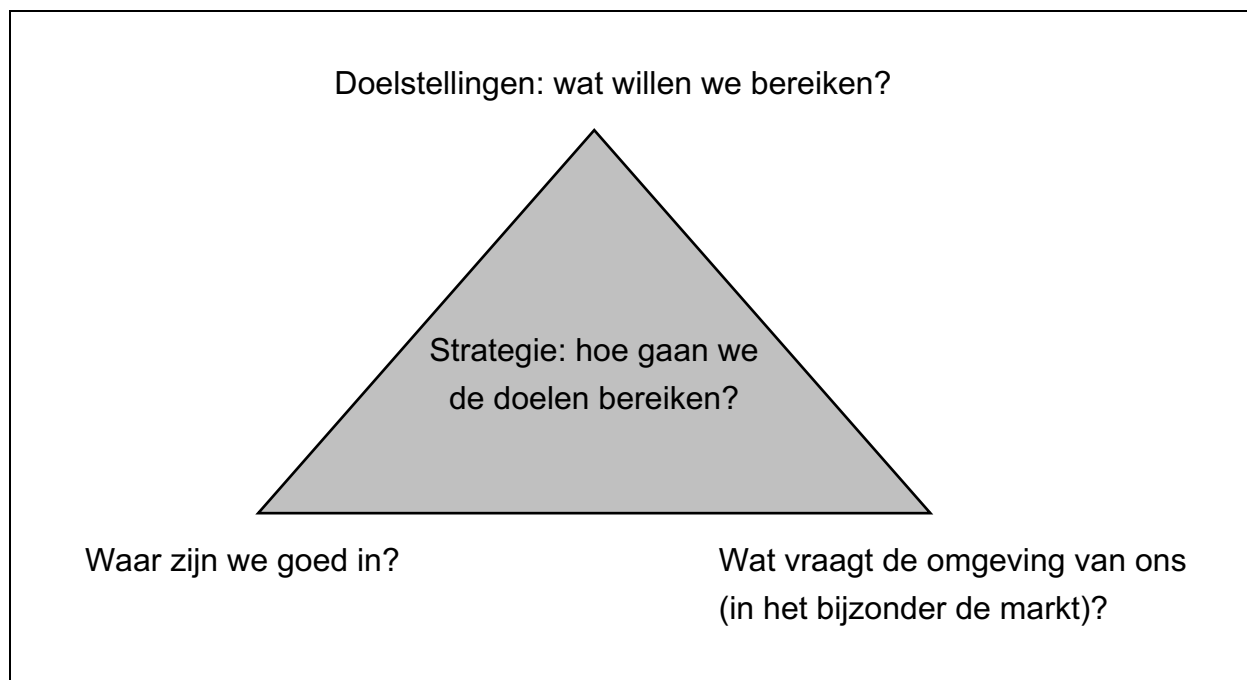 Doelstellingen: wat willen we bereiken?
Strategie: hoe gaan we
de doelen bereiken?
Waar zijn we goed in?
Wat vraagt de omgeving van ons
(in het bijzonder de markt)?